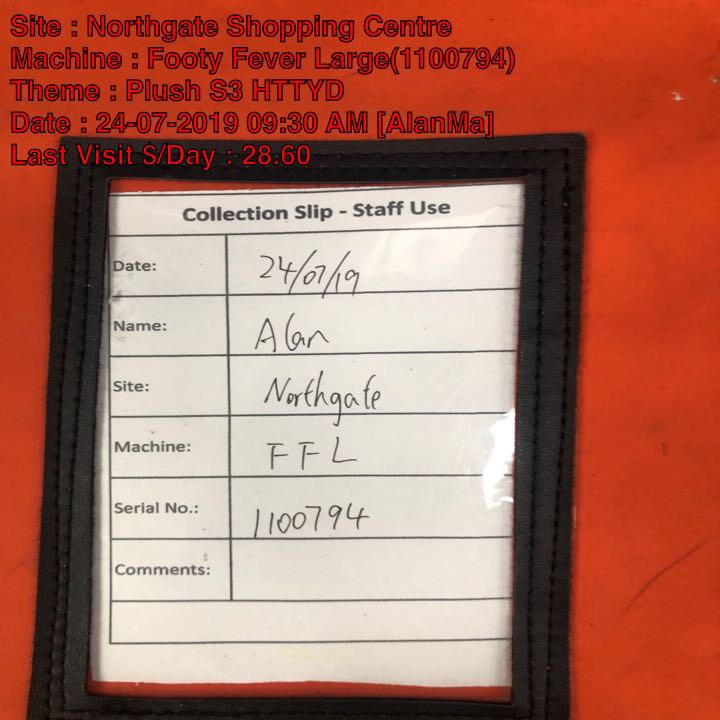 Site : Northgate Shopping Centre
Machine : Footy Fever Large(1100794)
Theme : Plush S3 HTTYD
Date : 24-07-2019 09:30 AM [AlanMa]
Last Visit $/Day : 28.60
Collection Slip - Staff Use
Date: 24/07/19
Name: Alan
Site: Northgate
Machine: FFL
Serial No.: 1100794
Comments: